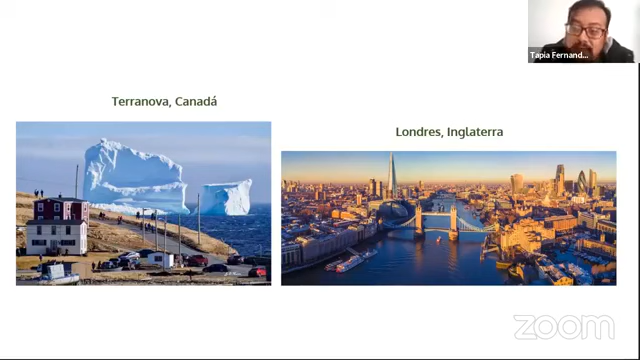 Tapia Fernand...
Terranova, Canadá
Londres, Inglaterra
zoom